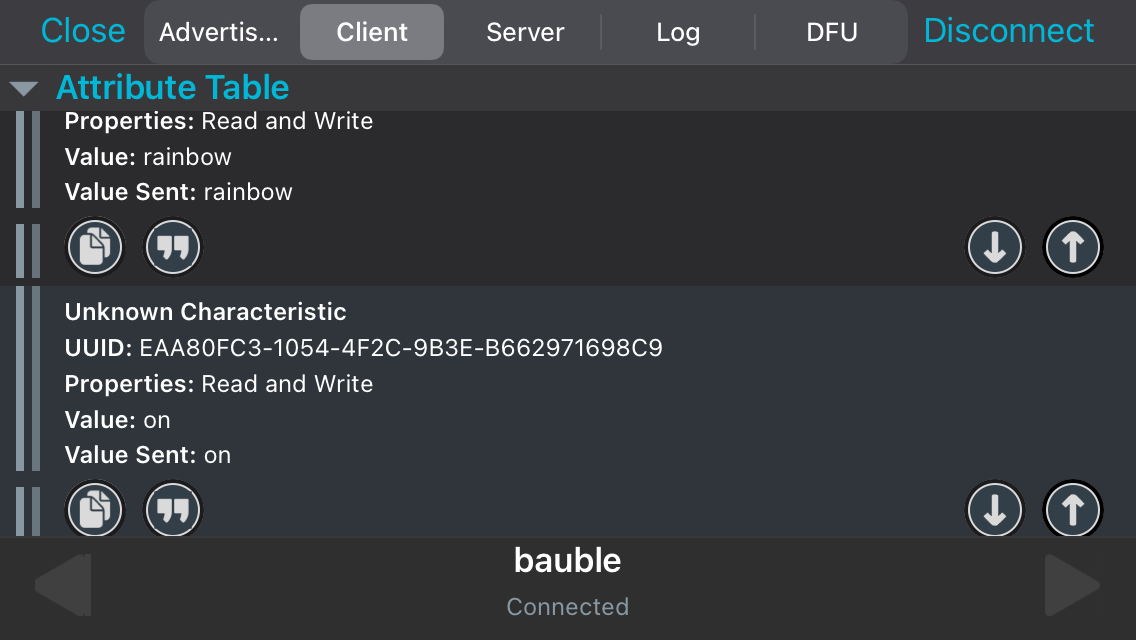 Close Advertis... Client Server Log DFU Disconnect
Attribute Table
Properties: Read and Write
Value: rainbow
Value Sent: rainbow
Unknown Characteristic
UUID: EAA80FC3-1054-4F2C-9B3E-B662971698C9
Properties: Read and Write
Value: on
Value Sent: on
bauble
Connected